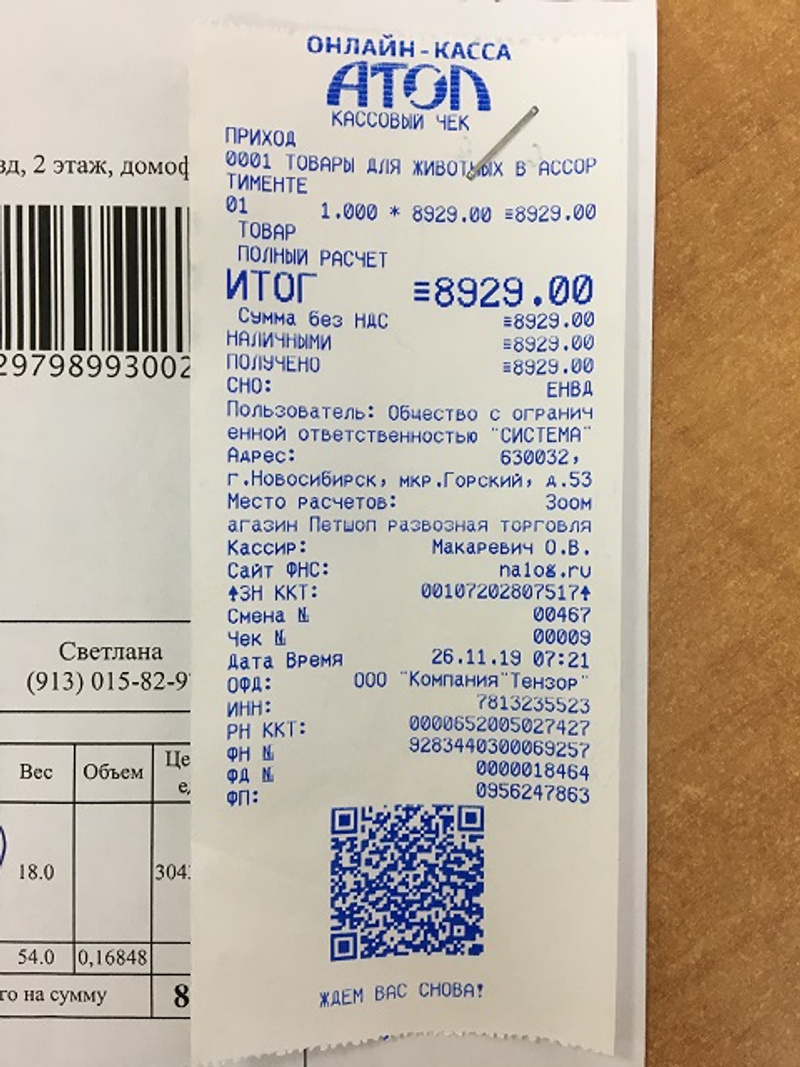 ОНЛАЙН-КАССА
АТОЛ
КАССОВЫЙ ЧЕК
ПРИХОД
0001 ТОВАРЫ ДЛЯ ЖИВОТНЫХ В АССОР
ТИМЕНТЕ
01 1.000 * 8929.00 ≡8929.00
ТОВАР
ПОЛНЫЙ РАСЧЕТ
ИТОГ ≡8929.00
Сумма без НДС ≡8929.00
НАЛИЧНЫМИ ≡8929.00
ПОЛУЧЕНО ≡8929.00
СНО: ЕНВД
Пользователь: Общество с огранич
енной ответственностью "СИСТЕМА"
Адрес: 630032,
г.Новосибирск, мкр.Горский, д.53
Место расчетов: Зоом
агазин Петшоп развозная торговля
Кассир: Макаревич О.В.
Сайт ФНС: nalog.ru
↑ЗН ККТ: 00107202807517↑
Смена № 00467
Чек № 00009
Дата Время 26.11.19 07:21
ОФД: ООО "Компания"Тензор"
ИНН: 7813235523
РН ККТ: 0000652005027427
ФН № 9283440300069257
ФД № 0000018464
ФП: 0956247863
ЖДЕМ ВАС СНОВА!
зд, 2 этаж, домоф
29798993002
Светлана
(913) 015-82-9
Вес Объем Це
е
18.0 304
54.0 0,16848
го на сумму 8